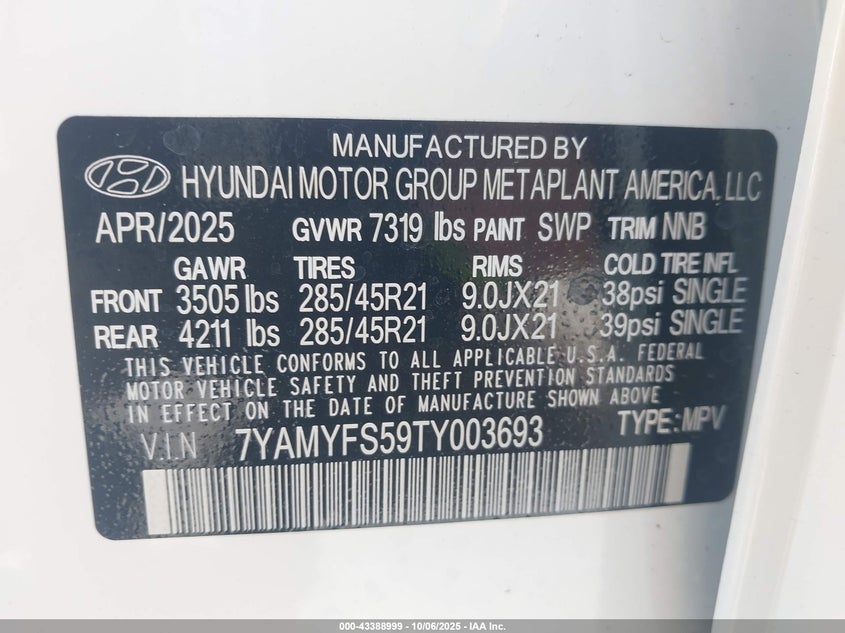 MANUFACTURED BY
HYUNDAI MOTOR GROUP METAPLANT AMERICA, LLC
APR/2025 GVWR 7319 lbs PAINT SWP TRIM NNB
GAWR TIRES RIMS COLD TIRE INFL
FRONT 3505 lbs 285/45R21 9.0JX21 38psi SINGLE
REAR 4211 lbs 285/45R21 9.0JX21 39psi SINGLE
THIS VEHICLE CONFORMS TO ALL APPLICABLE U.S.A. FEDERAL
MOTOR VEHICLE SAFETY AND THEFT PREVENTION STANDARDS
IN EFFECT ON THE DATE OF MANUFACTURE SHOWN ABOVE
V.I.N 7YAMYFS59TY003693 TYPE: MPV
000-43388999 - 10/06/2025 - IAA Inc.